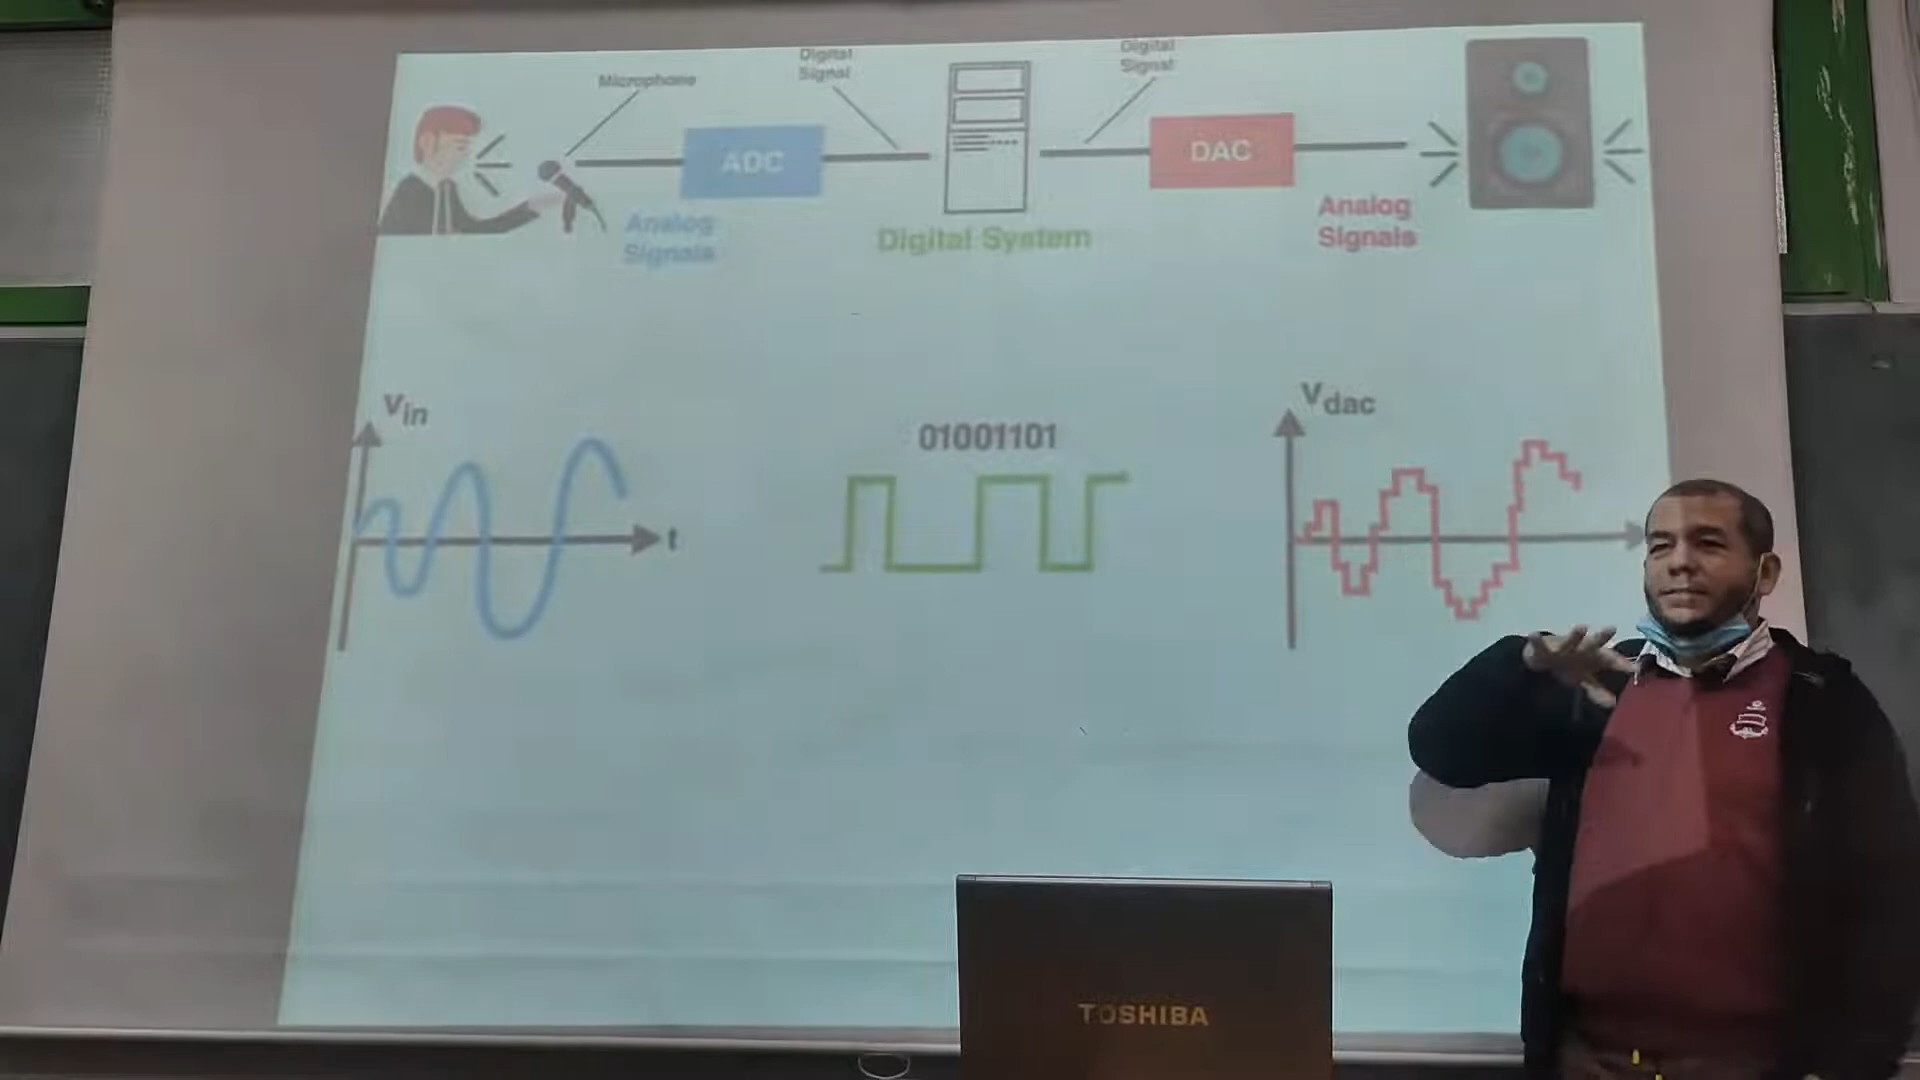 Microphone
Digital
Signal
Digital
Signal
ADC
DAC
Analog
Signals
Digital System
Analog
Signals
Vin
t
01001101
Vdac
TOSHIBA